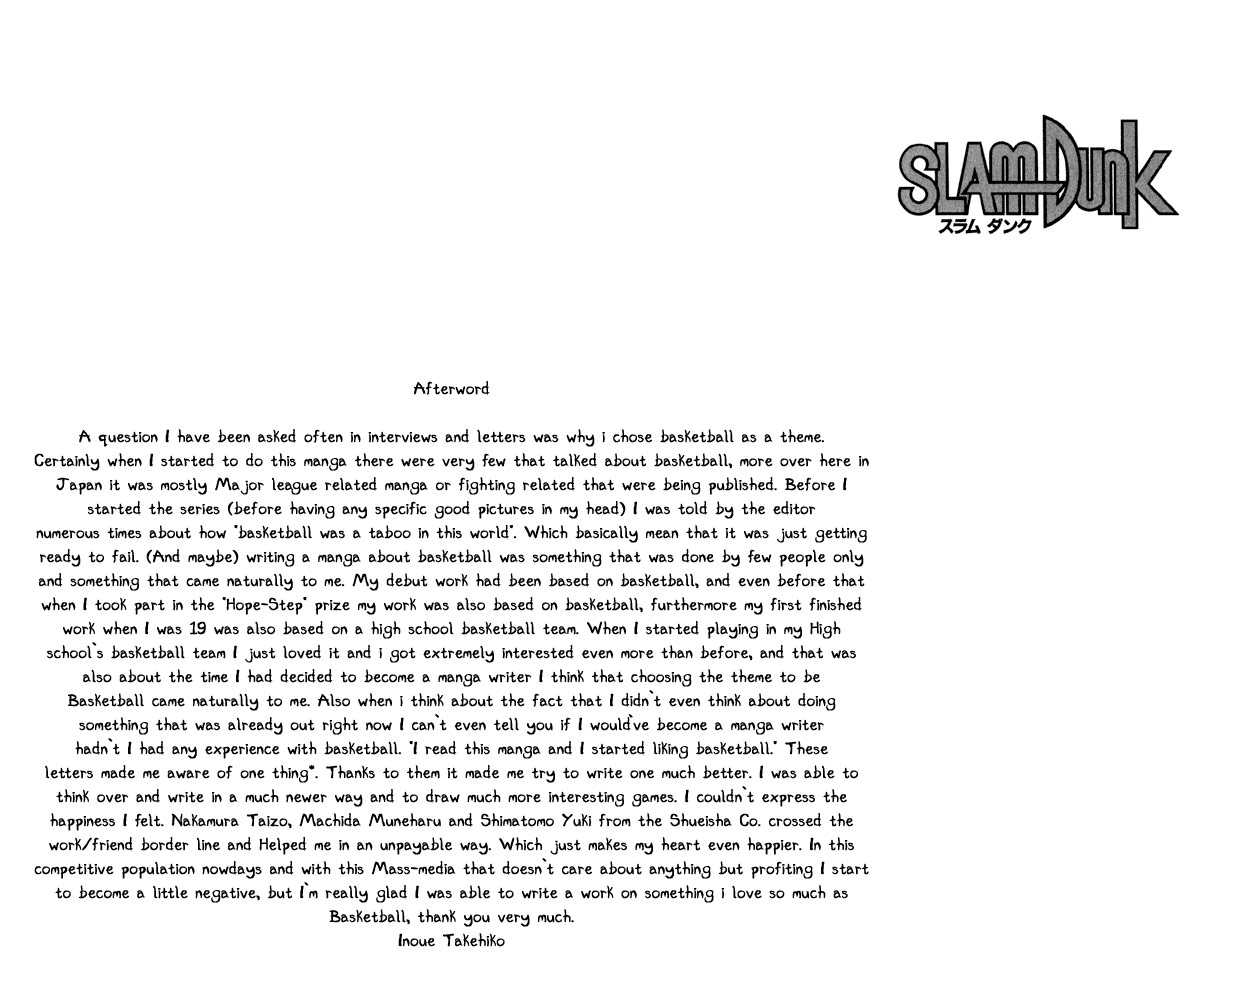 SLAM DUNK
スラム ダンク
Afterword
A question I have been asked often in interviews and letters was why i chose basketball as a theme.
Certainly when I started to do this manga there were very few that talked about basketball, more over here in
Japan it was mostly Major league related manga or fighting related that were being published. Before I
started the series (before having any specific good pictures in my head) I was told by the editor
numerous times about how "basketball was a taboo in this world". Which basically mean that it was just getting
ready to fail. (And maybe) writing a manga about basketball was something that was done by few people only
and something that came naturally to me. My debut work had been based on basketball, and even before that
when I took part in the "Hope-Step" prize my work was also based on basketball, furthermore my first finished
work when I was 19 was also based on a high school basketball team. When I started playing in my High
school`s basketball team I just loved it and i got extremely interested even more than before, and that was
also about the time I had decided to become a manga writer I think that choosing the theme to be
Basketball came naturally to me. Also when i think about the fact that I didn`t even think about doing
something that was already out right now I can`t even tell you if I would`ve become a manga writer
hadn`t I had any experience with basketball. "I read this manga and I started liking basketball." These
letters made me aware of one thing*. Thanks to them it made me try to write one much better. I was able to
think over and write in a much newer way and to draw much more interesting games. I couldn`t express the
happiness I felt. Nakamura Taizo, Machida Muneharu and Shimatomo Yuki from the Shueisha Co. crossed the
work/friend border line and Helped me in an unpayable way. Which just makes my heart even happier. In this
competitive population nowdays and with this Mass-media that doesn`t care about anything but profiting I start
to become a little negative, but I`m really glad I was able to write a work on something i love so much as
Basketball, thank you very much.
Inoue Takehiko